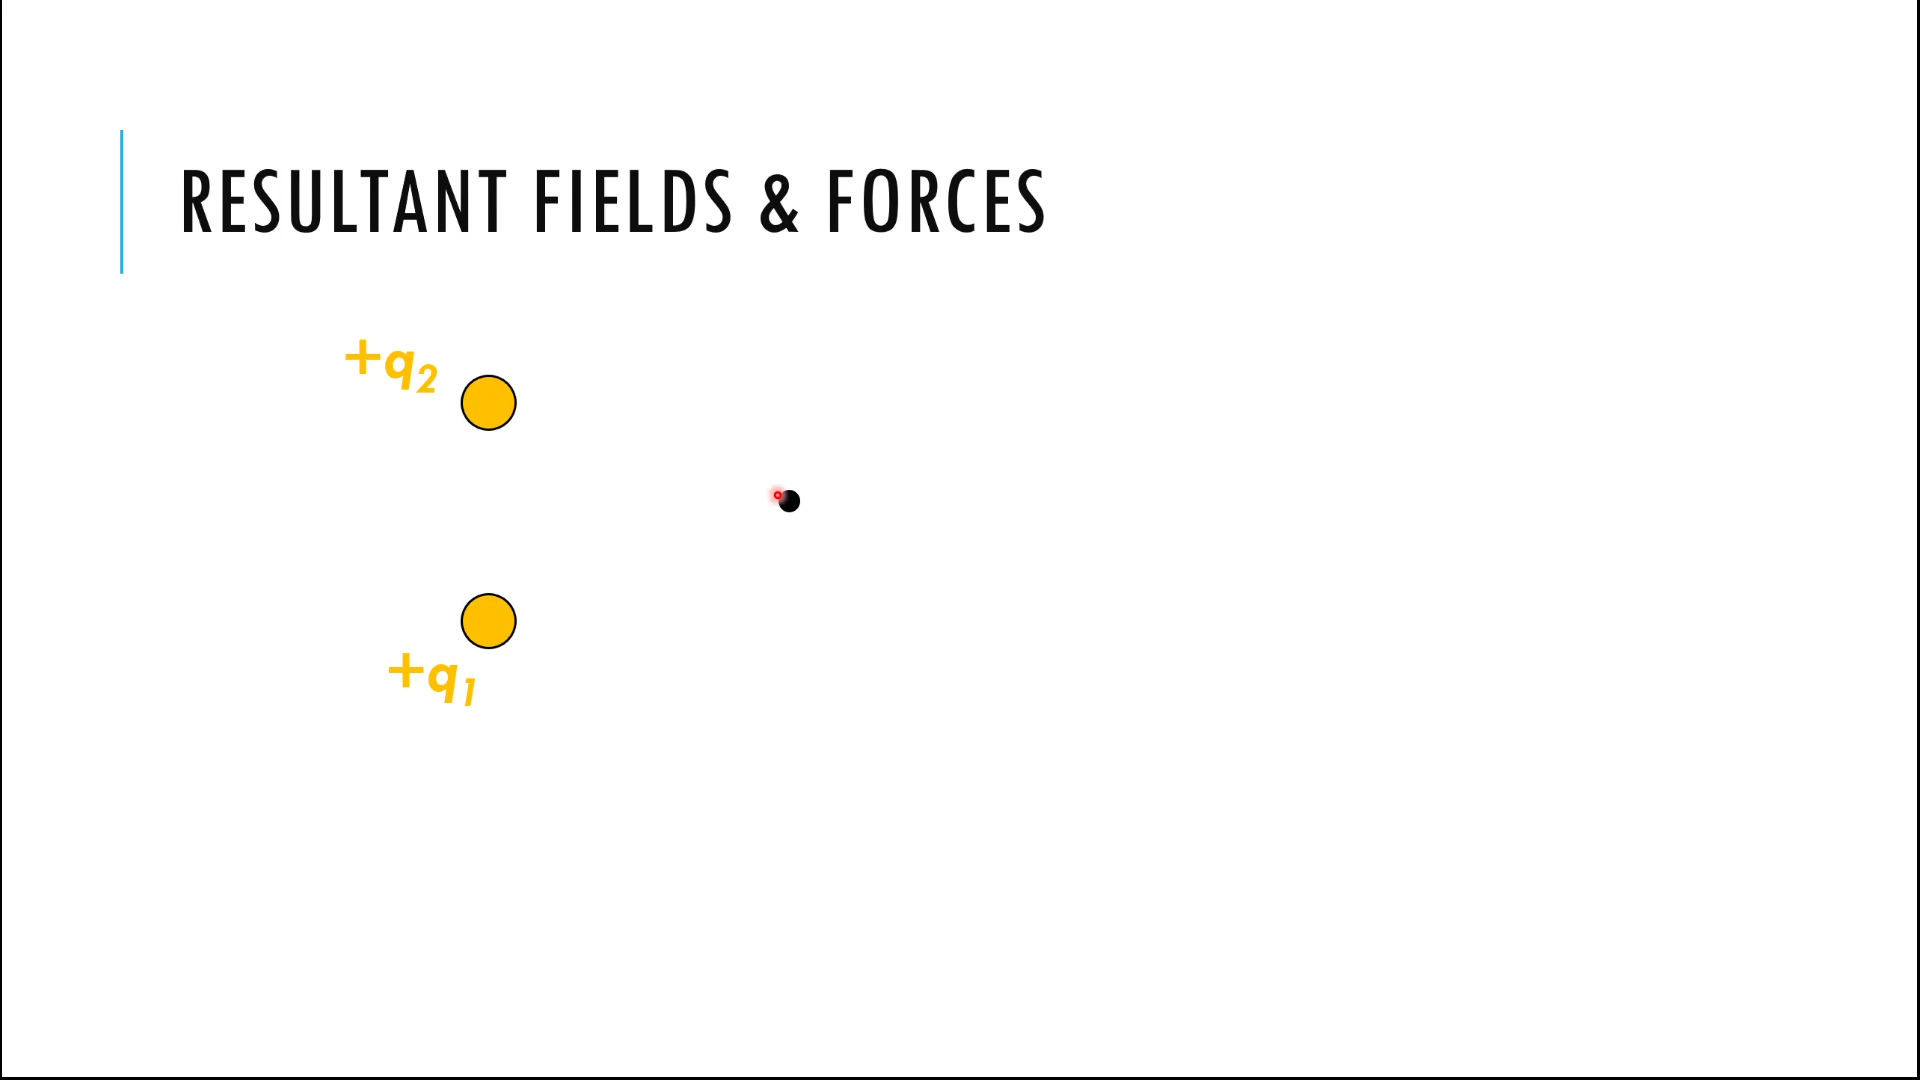 RESULTANT FIELDS & FORCES
+q₂
+q₁